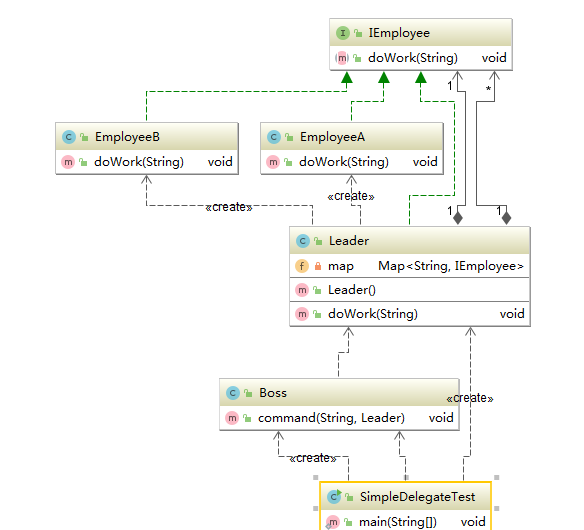 I IEmployee
m doWork(String) void
1
*
C EmployeeB
m doWork(String) void
C EmployeeA
m doWork(String) void
«create»
«create»
1
1
C Leader
f map Map<String, IEmployee>
m Leader()
m doWork(String) void
C Boss
m command(String, Leader) void
«create»
«create»
C SimpleDelegateTest
m main(String[]) void